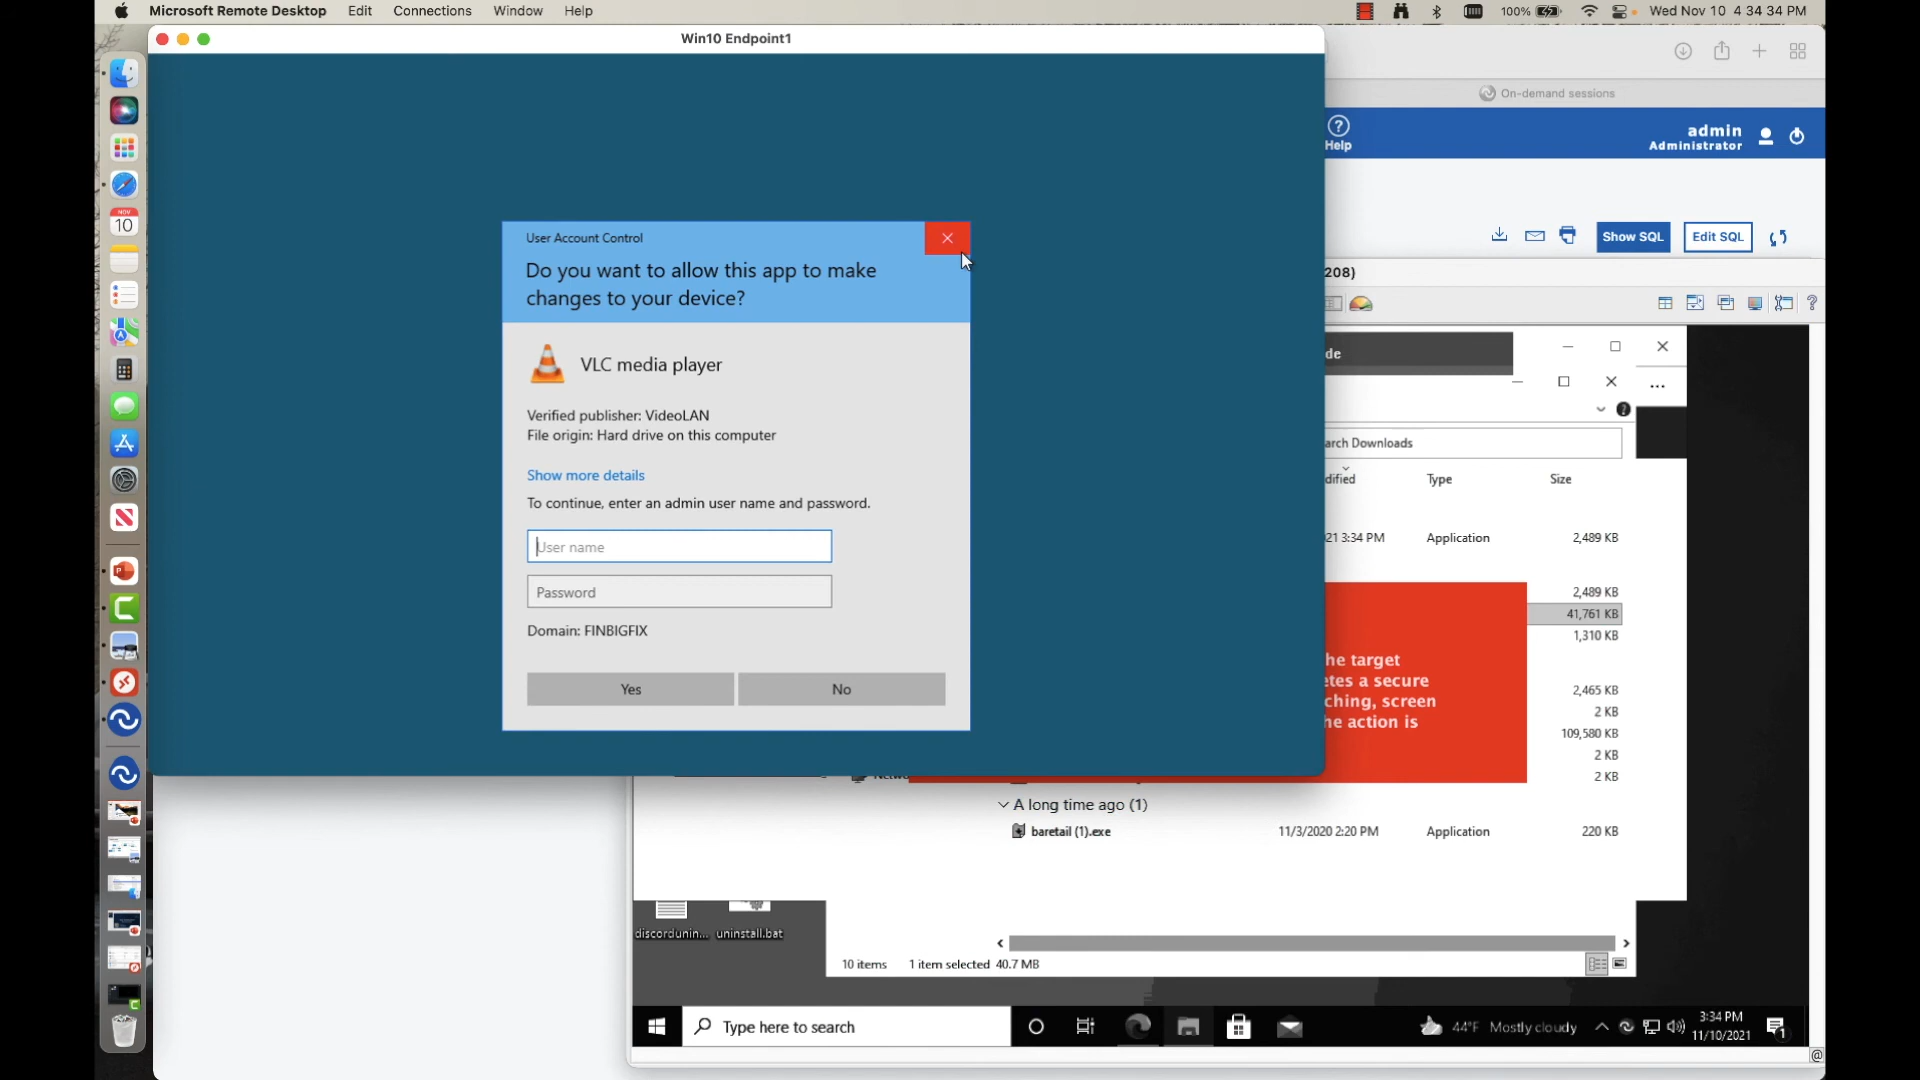 Microsoft Remote Desktop Edit Connections Window Help
100% Wed Nov 10 4 34 34 PM
Win10 Endpoint1
On-demand sessions
Help
admin
Administrator
Show SQL
Edit SQL
208)
User Account Control
Do you want to allow this app to make
changes to your device?
VLC media player
Verified publisher: VideoLAN
File origin: Hard drive on this computer
Show more details
To continue, enter an admin user name and password.
User name
Password
Domain: FINBIGFIX
Yes
No
NOV
10
de
arch Downloads
dified Type Size
21 3:34 PM Application 2,489 KB
2,489 KB
41,761 KB
1,310 KB
he target
etes a secure
ching, screen
he action is
2,465 KB
2 KB
109,580 KB
2 KB
2 KB
A long time ago (1)
baretail (1).exe 11/3/2020 2:20 PM Application 220 KB
discordunin... uninstall.bat
10 items 1 item selected 40.7 MB
Type here to search
44°F Mostly cloudy
3:34 PM
11/10/2021
1